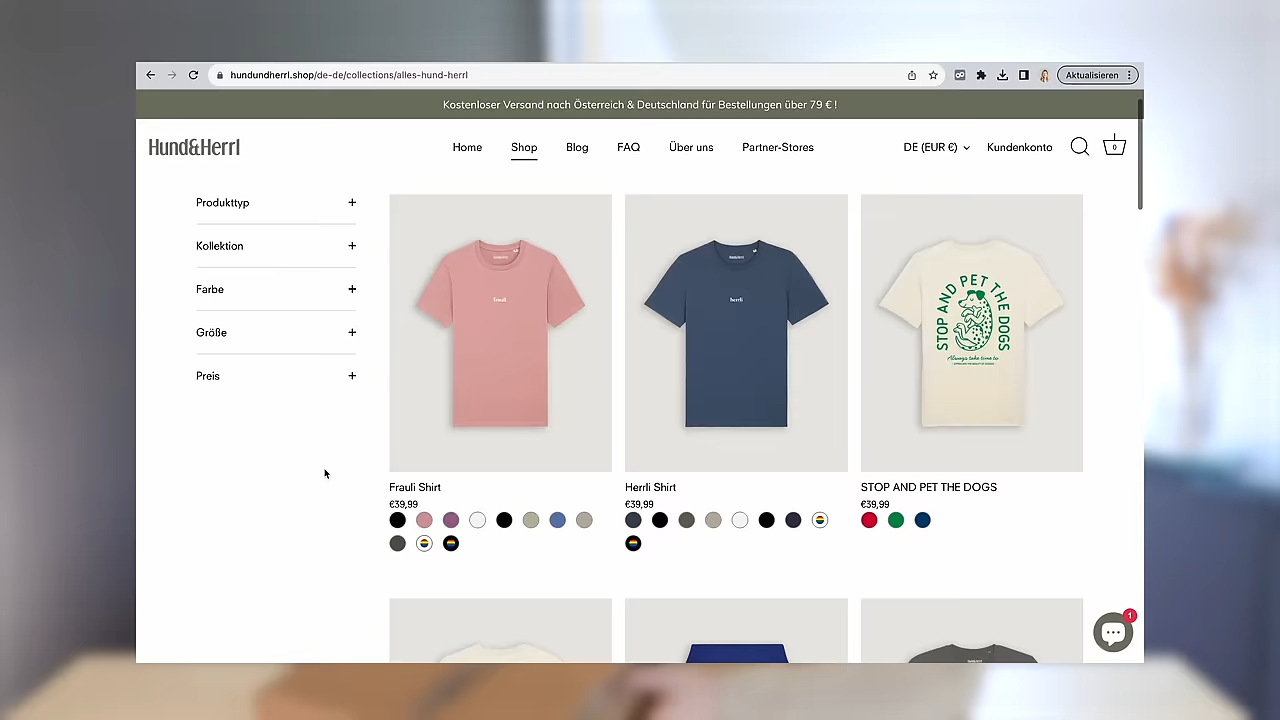 hundundherrl.shop/de-de/collections/alles-hund-herrl
Aktualisieren
Kostenloser Versand nach Österreich & Deutschland für Bestellungen über 79 € !
Hund&Herrl
Home
Shop
Blog
FAQ
Über uns
Partner-Stores
DE (EUR €)
Kundenkonto
0
Produkttyp
Kollektion
Farbe
Größe
Preis
frauli
herrli
STOP AND PET THE DOGS
Always take time to
Frauli Shirt
€39,99
Herrli Shirt
€39,99
STOP AND PET THE DOGS
€39,99
1